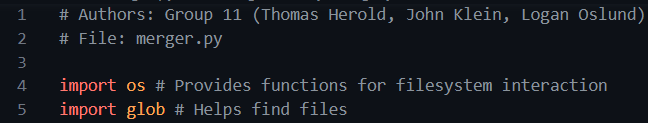 1 # Authors: Group 11 (Thomas Herold, John Klein, Logan Oslund)
2 # File: merger.py
3
4 import os # Provides functions for filesystem interaction
5 import glob # Helps find files